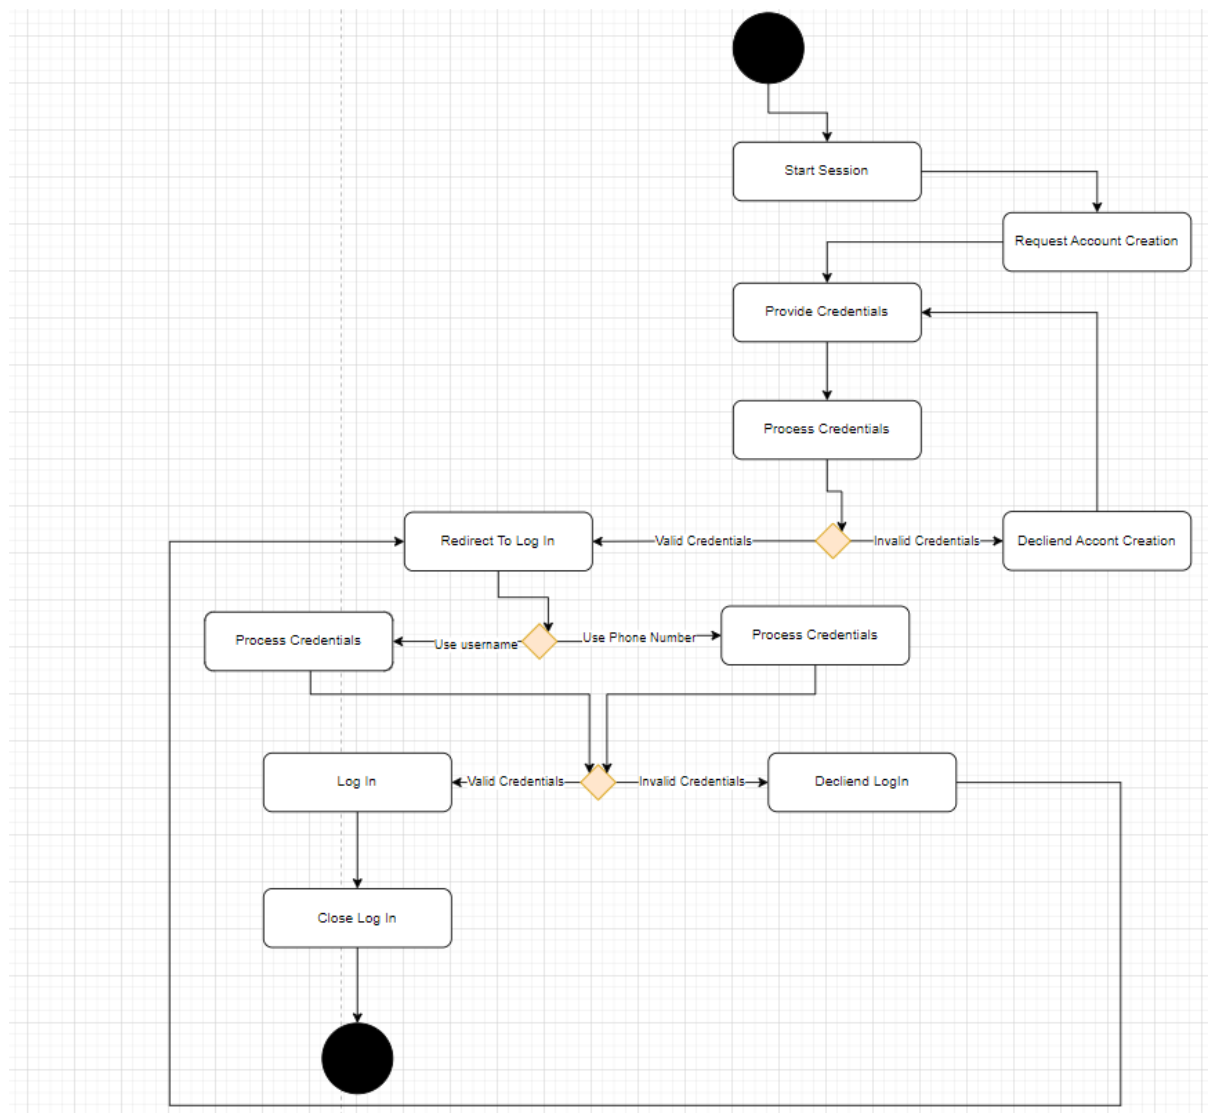 Start Session
Request Account Creation
Provide Credentials
Process Credentials
Redirect To Log In
Valid Credentials
Invalid Credentials
Decliend Accont Creation
Process Credentials
Use username
Use Phone Number
Process Credentials
Log In
Valid Credentials
Invalid Credentials
Decliend LogIn
Close Log In